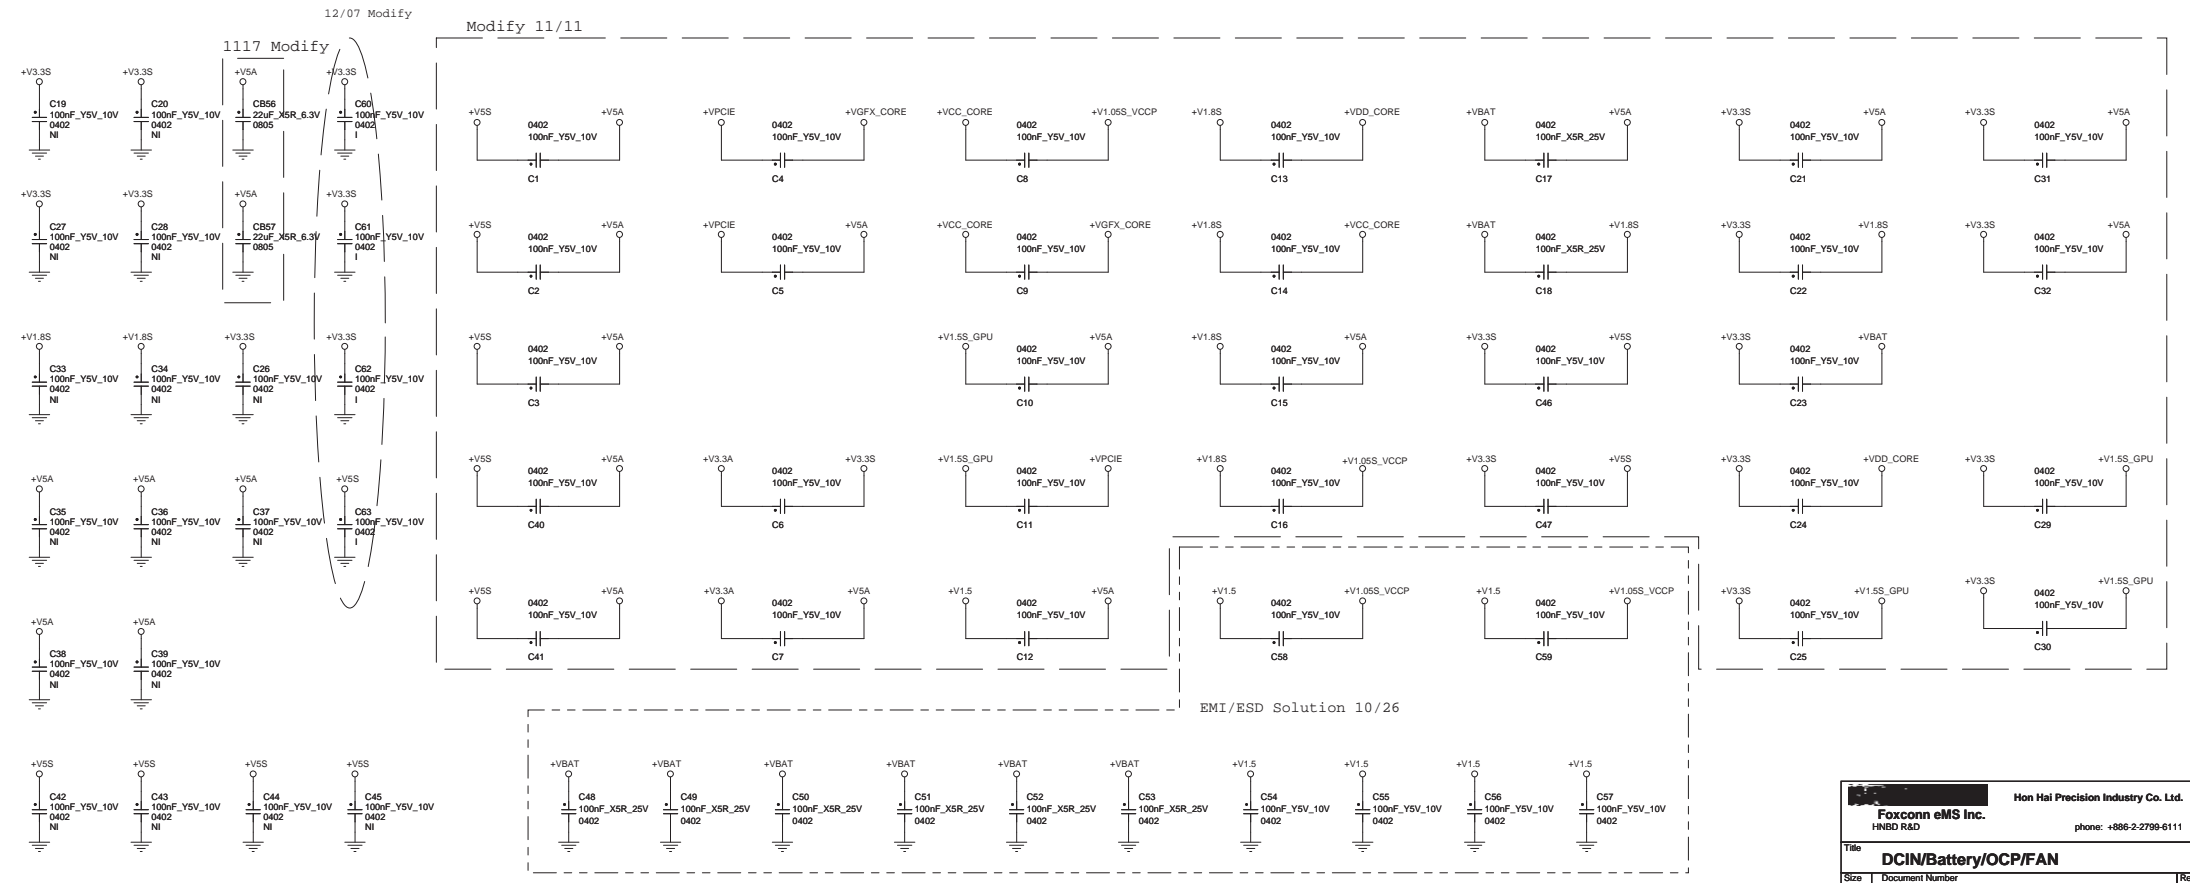 12/07 Modify
Modify 11/11
1117 Modify
+V3.3S
C19
100nF_Y5V_10V
0402
NI
+V3.3S
C20
100nF_Y5V_10V
0402
NI
+V5A
CB56
22uF_X5R_6.3V
0805
+V3.3S
C60
100nF_Y5V_10V
0402
I
+V3.3S
C27
100nF_Y5V_10V
0402
NI
+V3.3S
C28
100nF_Y5V_10V
0402
NI
+V5A
CB57
22uF_X5R_6.3V
0805
+V3.3S
C61
100nF_Y5V_10V
0402
I
+V1.8S
C33
100nF_Y5V_10V
0402
NI
+V1.8S
C34
100nF_Y5V_10V
0402
NI
+V3.3S
C26
100nF_Y5V_10V
0402
NI
+V3.3S
C62
100nF_Y5V_10V
0402
I
+V5A
C35
100nF_Y5V_10V
0402
NI
+V5A
C36
100nF_Y5V_10V
0402
NI
+V5A
C37
100nF_Y5V_10V
0402
NI
+V5S
C63
100nF_Y5V_10V
0402
I
+V5A
C38
100nF_Y5V_10V
0402
NI
+V5A
C39
100nF_Y5V_10V
0402
NI
+V5S
C42
100nF_Y5V_10V
0402
NI
+V5S
C43
100nF_Y5V_10V
0402
NI
+V5S
C44
100nF_Y5V_10V
0402
NI
+V5S
C45
100nF_Y5V_10V
0402
NI
+V5S +V5A
0402
100nF_Y5V_10V
C1
+VPCIE +VGFX_CORE
0402
100nF_Y5V_10V
C4
+VCC_CORE +V1.05S_VCCP
0402
100nF_Y5V_10V
C8
+V1.8S +VDD_CORE
0402
100nF_Y5V_10V
C13
+VBAT +V5A
0402
100nF_X5R_25V
C17
+V3.3S +V5A
0402
100nF_Y5V_10V
C21
+V3.3S +V5A
0402
100nF_Y5V_10V
C31
+V5S +V5A
0402
100nF_Y5V_10V
C2
+VPCIE +V5A
0402
100nF_Y5V_10V
C5
+VCC_CORE +VGFX_CORE
0402
100nF_Y5V_10V
C9
+V1.8S +VCC_CORE
0402
100nF_Y5V_10V
C14
+VBAT +V1.8S
0402
100nF_X5R_25V
C18
+V3.3S +V1.8S
0402
100nF_Y5V_10V
C22
+V3.3S +V5A
0402
100nF_Y5V_10V
C32
+V5S +V5A
0402
100nF_Y5V_10V
C3
+V1.5S_GPU +V5A
0402
100nF_Y5V_10V
C10
+V1.8S +V5A
0402
100nF_Y5V_10V
C15
+V3.3S +V5S
0402
100nF_Y5V_10V
C46
+V3.3S +VBAT
0402
100nF_Y5V_10V
C23
+V5S +V5A
0402
100nF_Y5V_10V
C40
+V3.3A +V3.3S
0402
100nF_Y5V_10V
C6
+V1.5S_GPU +VPCIE
0402
100nF_Y5V_10V
C11
+V1.8S +V1.05S_VCCP
0402
100nF_Y5V_10V
C16
+V3.3S +V5S
0402
100nF_Y5V_10V
C47
+V3.3S +VDD_CORE
0402
100nF_Y5V_10V
C24
+V3.3S +V1.5S_GPU
0402
100nF_Y5V_10V
C29
+V5S +V5A
0402
100nF_Y5V_10V
C41
+V3.3A +V5A
0402
100nF_Y5V_10V
C7
+V1.5 +V5A
0402
100nF_Y5V_10V
C12
+V1.5 +V1.05S_VCCP
0402
100nF_Y5V_10V
C58
+V1.5 +V1.05S_VCCP
0402
100nF_Y5V_10V
C59
+V3.3S +V1.5S_GPU
0402
100nF_Y5V_10V
C25
+V3.3S +V1.5S_GPU
0402
100nF_Y5V_10V
C30
EMI/ESD Solution 10/26
+VBAT
C48
100nF_X5R_25V
0402
+VBAT
C49
100nF_X5R_25V
0402
+VBAT
C50
100nF_X5R_25V
0402
+VBAT
C51
100nF_X5R_25V
0402
+VBAT
C52
100nF_X5R_25V
0402
+VBAT
C53
100nF_X5R_25V
0402
+V1.5
C54
100nF_Y5V_10V
0402
+V1.5
C55
100nF_Y5V_10V
0402
+V1.5
C56
100nF_Y5V_10V
0402
+V1.5
C57
100nF_Y5V_10V
0402
Hon Hai Precision Industry Co. Ltd.
Foxconn eMS Inc.
HNBD R&D
phone: +886-2-2799-6111
Title
DCIN/Battery/OCP/FAN
Size Document Number